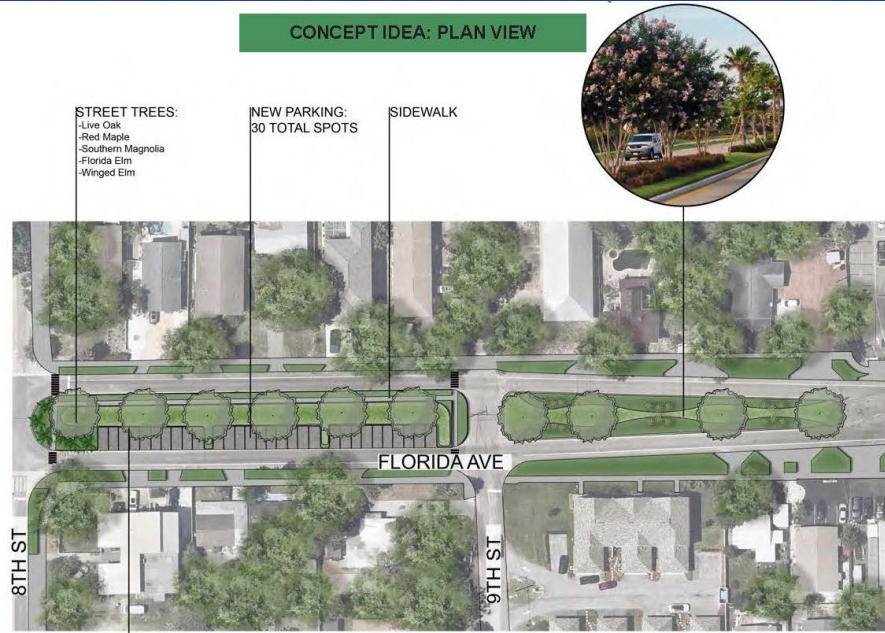 CONCEPT IDEA: PLAN VIEW
STREET TREES:
-Live Oak
-Red Maple
-Southern Magnolia
-Florida Elm
-Winged Elm
NEW PARKING:
30 TOTAL SPOTS
SIDEWALK
FLORIDA AVE
8TH ST
9TH ST